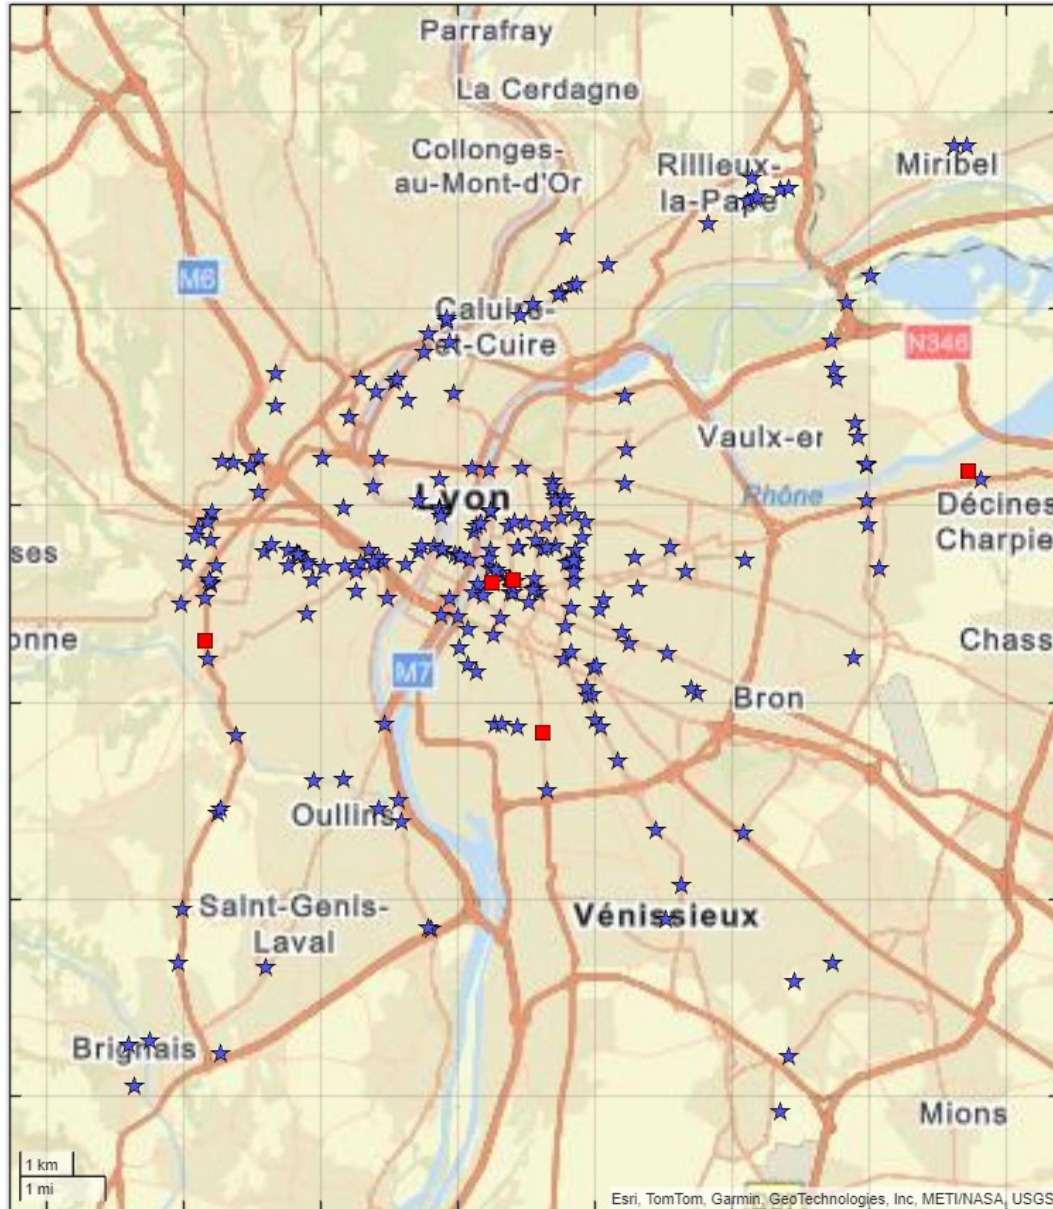 Parrafray
La Cerdagne
Collonges-
au-Mont-d'Or
Rillieux-
la-Pape
Miribel
M6
Caluire-
et-Cuire
N346
Vaulx-en
Lyon
Rhône
Décines
Charpie
ses
onne
Chass
M7
Bron
Oullins
Saint-Genis-
Laval
Vénissieux
Brignais
Mions
1 km
1 mi
Esri, TomTom, Garmin, GeoTechnologies, Inc, METI/NASA, USGS